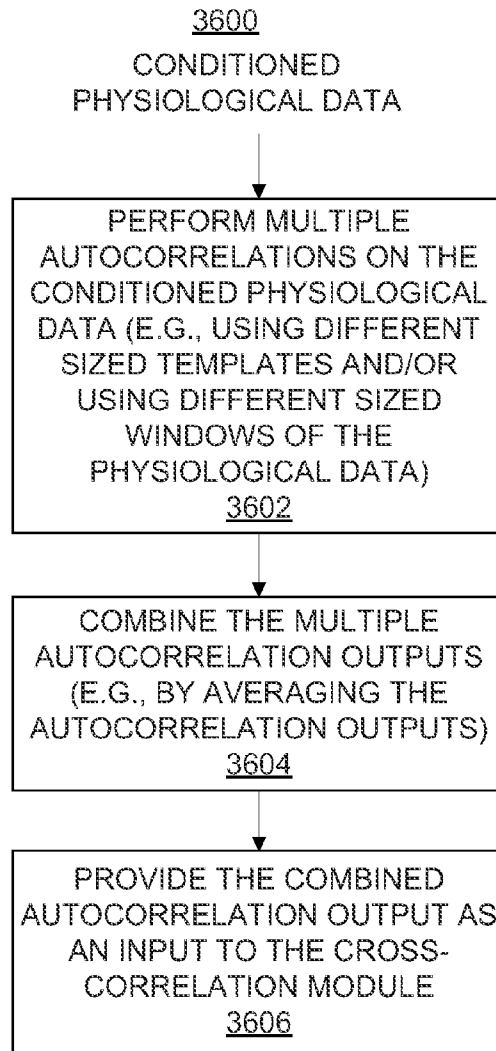 3600
CONDITIONED
PHYSIOLOGICAL DATA
PERFORM MULTIPLE
AUTOCORRELATIONS ON THE
CONDITIONED PHYSIOLOGICAL
DATA (E.G., USING DIFFERENT
SIZED TEMPLATES AND/OR
USING DIFFERENT SIZED
WINDOWS OF THE
PHYSIOLOGICAL DATA)
3602
COMBINE THE MULTIPLE
AUTOCORRELATION OUTPUTS
(E.G., BY AVERAGING THE
AUTOCORRELATION OUTPUTS)
3604
PROVIDE THE COMBINED
AUTOCORRELATION OUTPUT AS
AN INPUT TO THE CROSS-
CORRELATION MODULE
3606